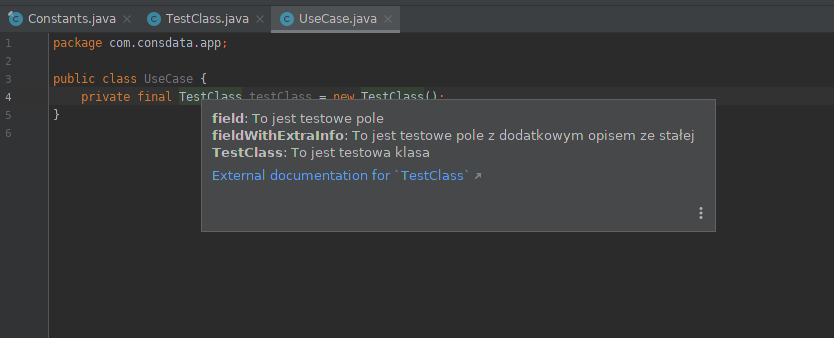 Constants.java
TestClass.java
UseCase.java
1 package com.consdata.app;
2
3 public class UseCase {
4 private final TestClass testClass = new TestClass();
5 }
6
field: To jest testowe pole
fieldWithExtraInfo: To jest testowe pole z dodatkowym opisem ze stałej
TestClass: To jest testowa klasa
External documentation for `TestClass` ↗